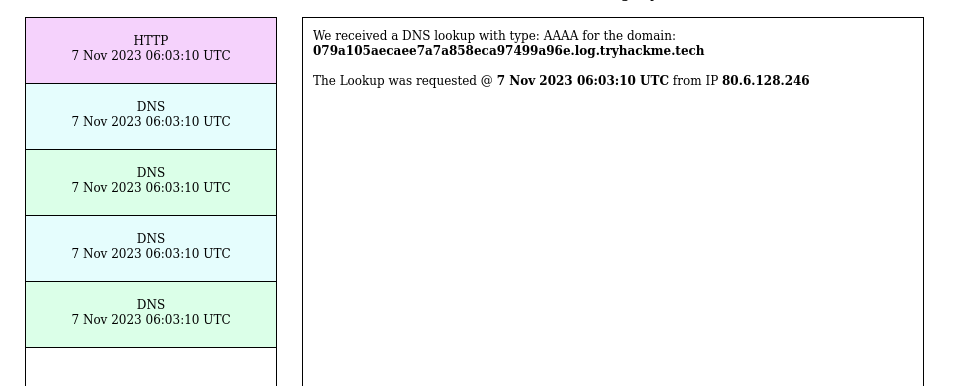 HTTP
7 Nov 2023 06:03:10 UTC
DNS
7 Nov 2023 06:03:10 UTC
DNS
7 Nov 2023 06:03:10 UTC
DNS
7 Nov 2023 06:03:10 UTC
DNS
7 Nov 2023 06:03:10 UTC
We received a DNS lookup with type: AAAA for the domain:
079a105aecaee7a7a858eca97499a96e.log.tryhackme.tech
The Lookup was requested @ 7 Nov 2023 06:03:10 UTC from IP 80.6.128.246